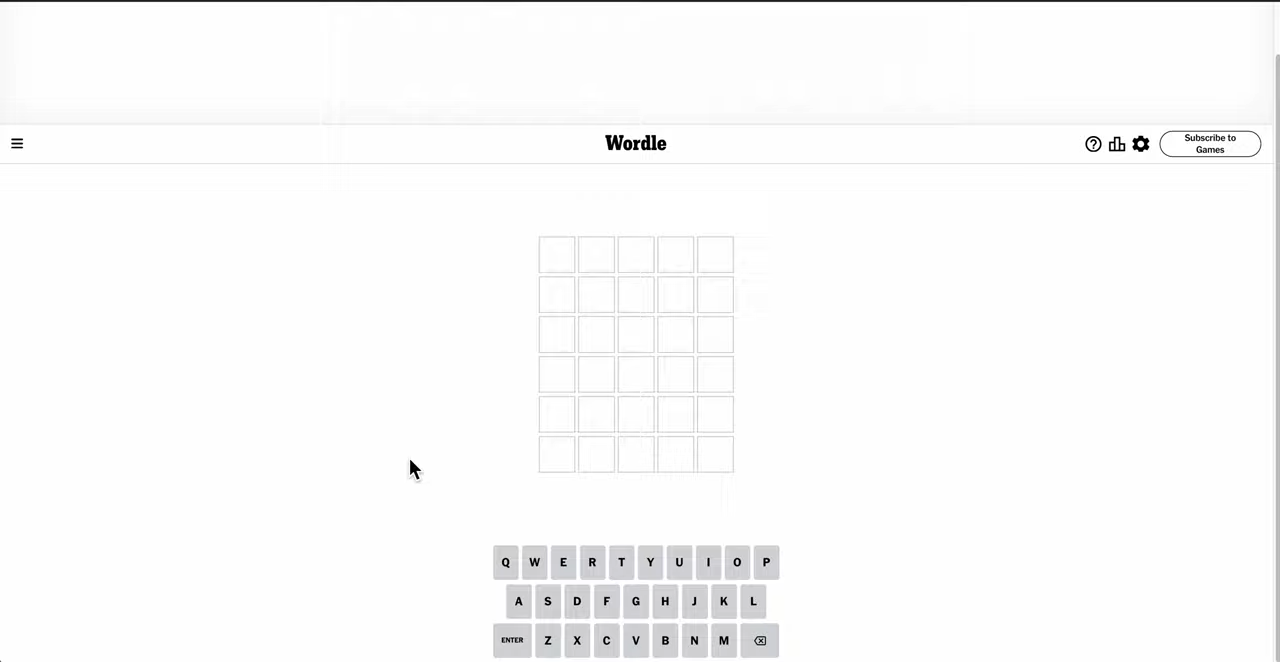 Wordle
Subscribe to
Games
Q W E R T Y U I O P
A S D F G H J K L
ENTER Z X C V B N M